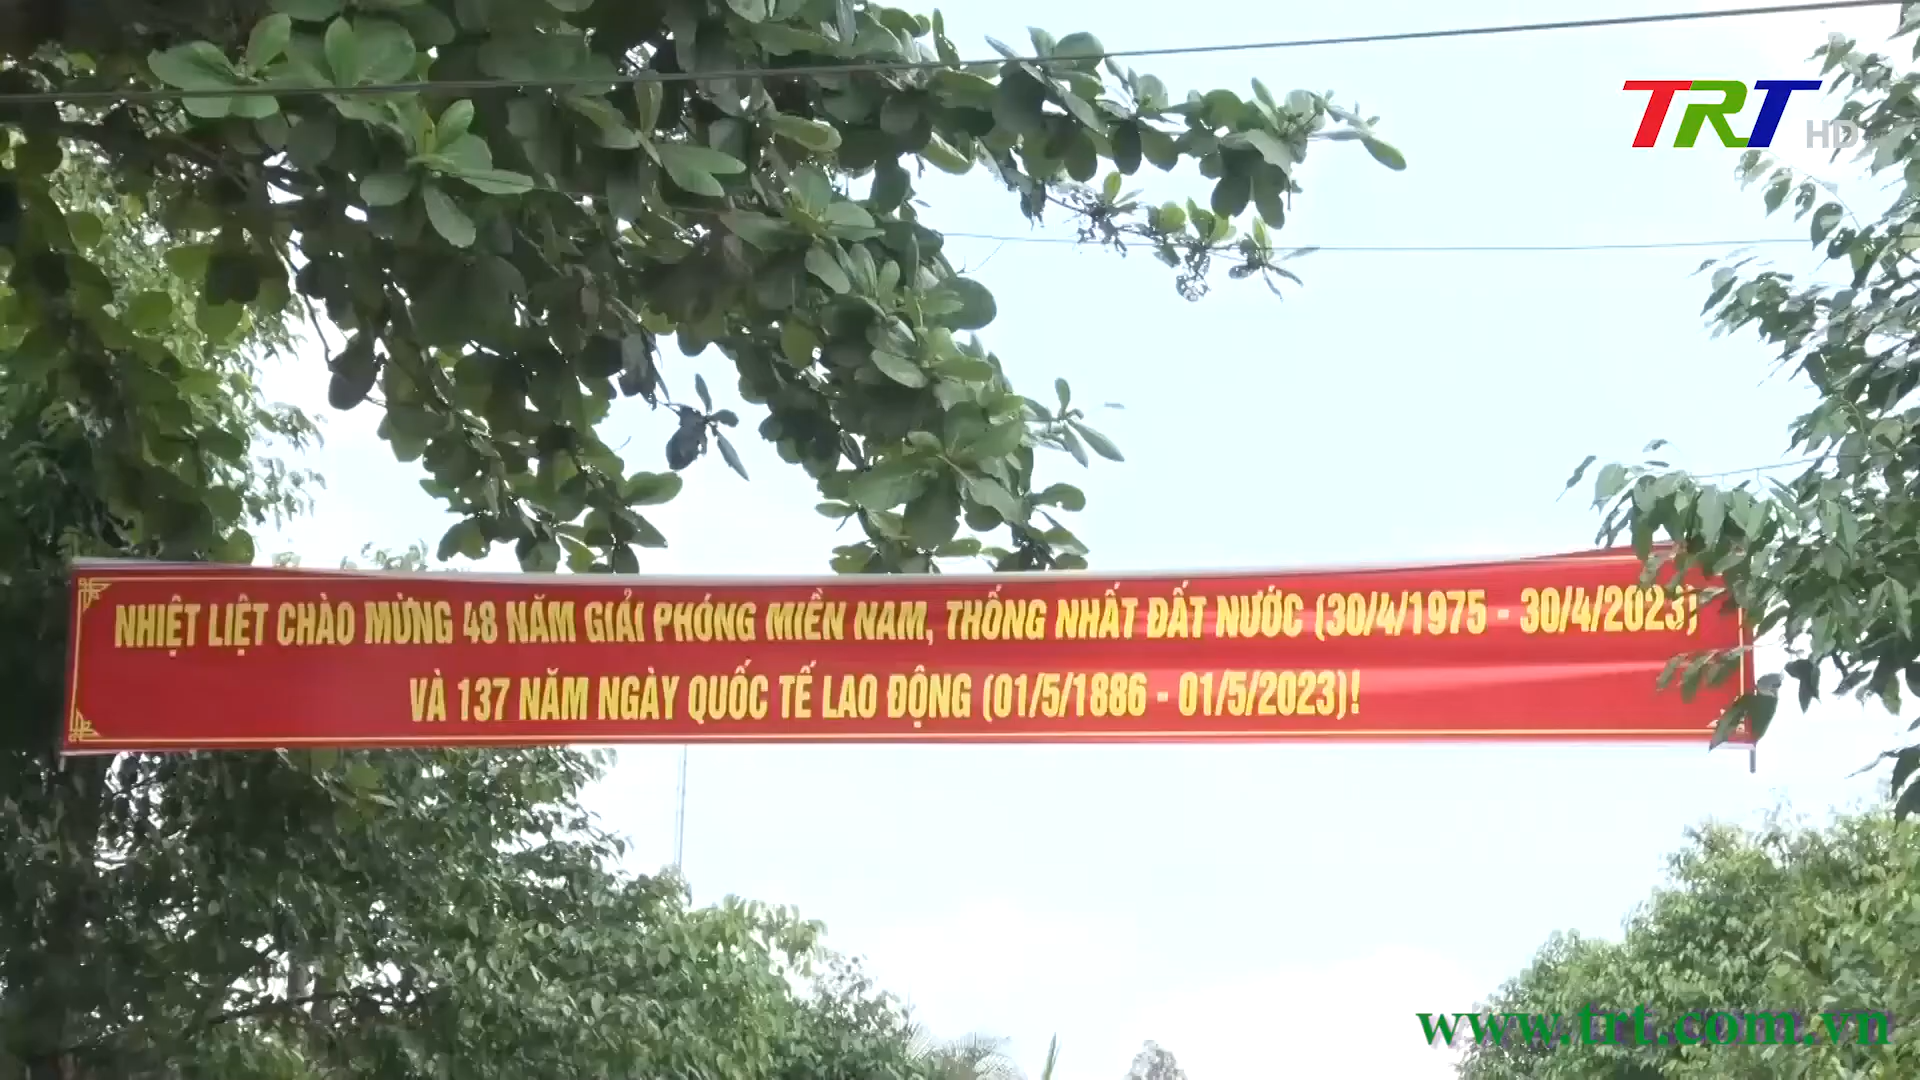 TRT HD
NHIỆT LIỆT CHÀO MỪNG 48 NĂM GIẢI PHÓNG MIỀN NAM, THỐNG NHẤT ĐẤT NƯỚC (30/4/1975 - 30/4/2023)
VÀ 137 NĂM NGÀY QUỐC TẾ LAO ĐỘNG (01/5/1886 - 01/5/2023)!
www.trt.com.vn